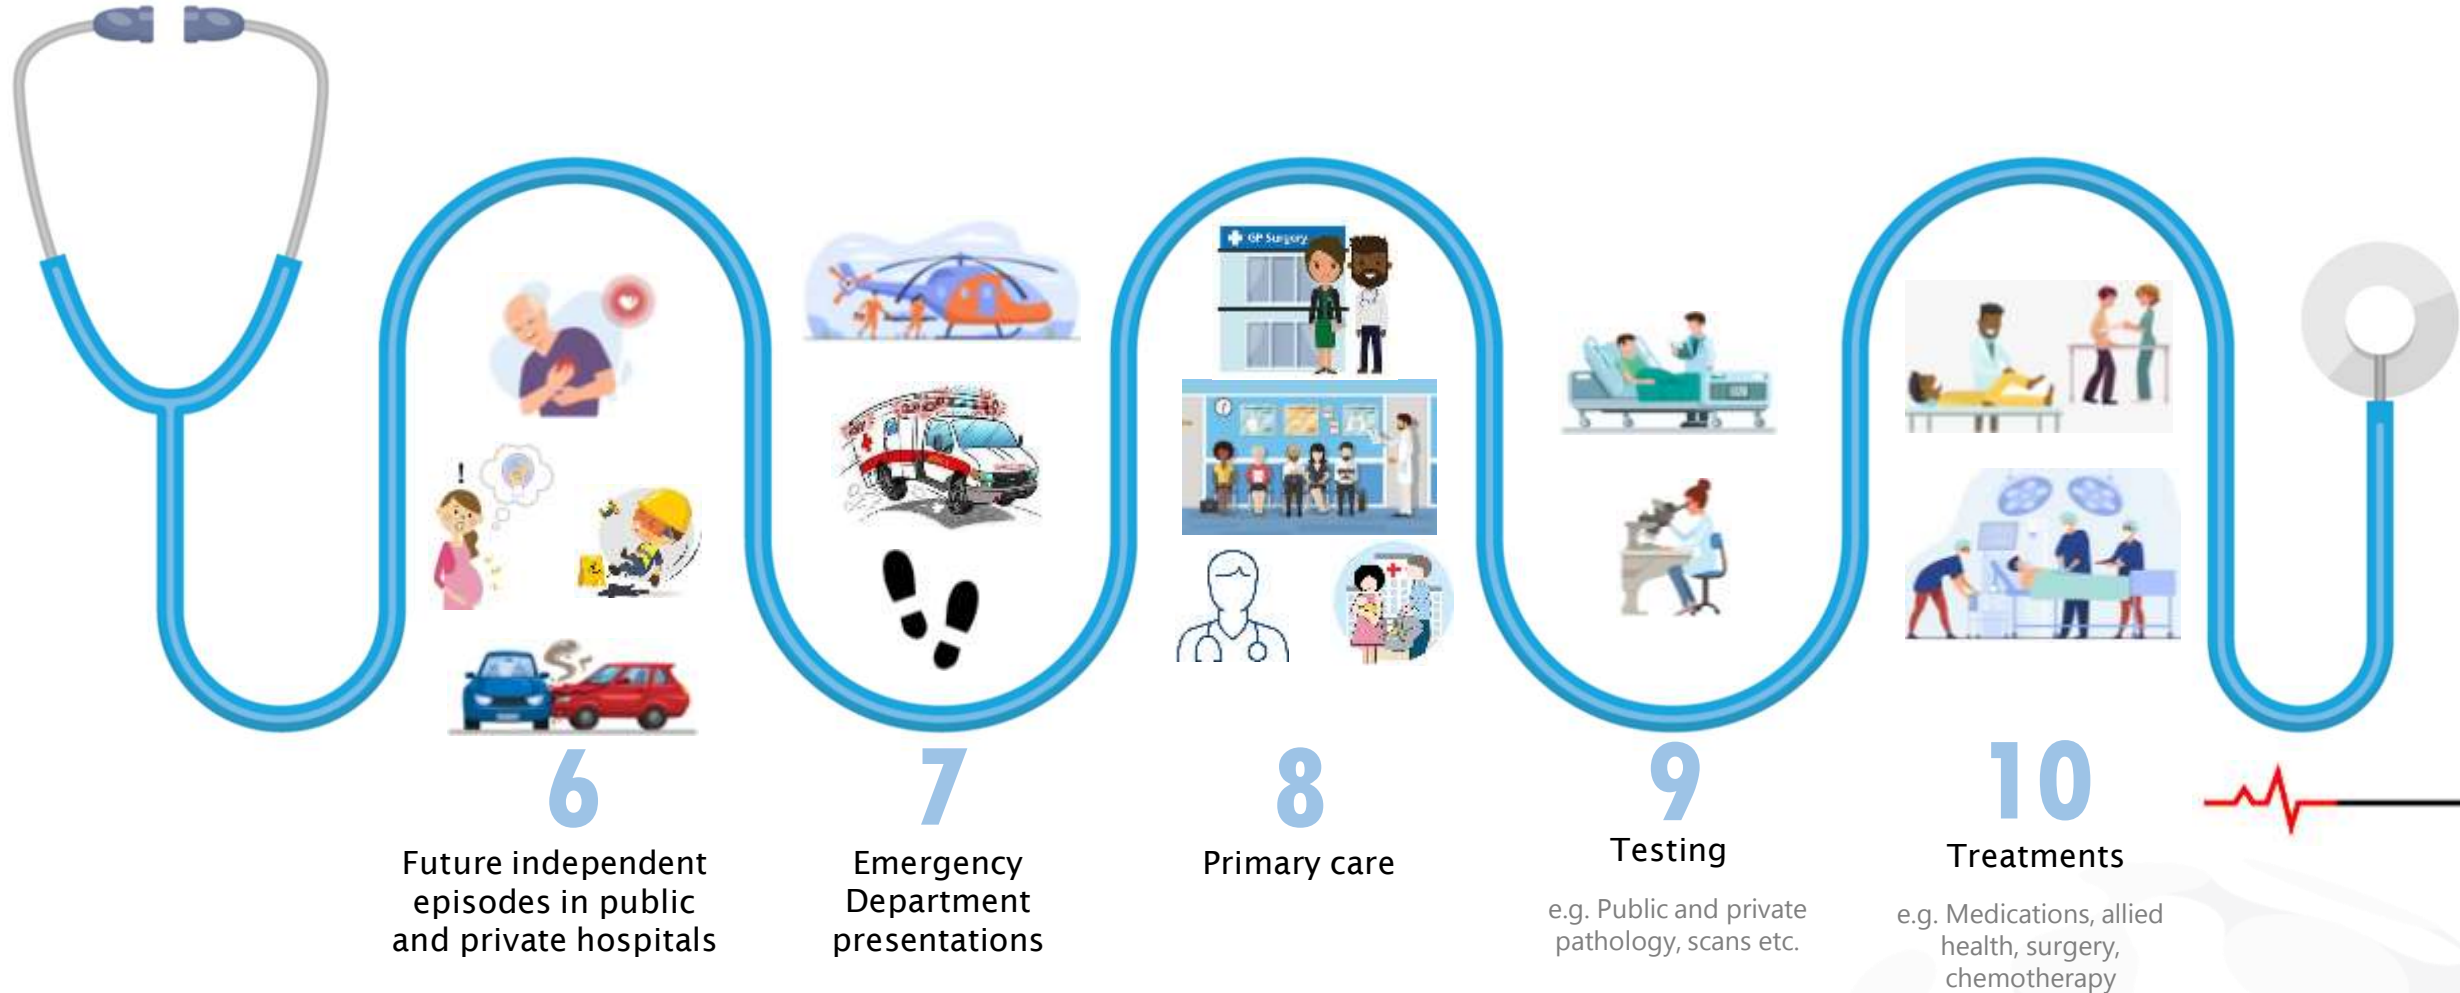 GP Surgery
6
Future independent
episodes in public
and private hospitals
7
Emergency
Department
presentations
8
Primary care
9
Testing
e.g. Public and private
pathology, scans etc.
10
Treatments
e.g. Medications, allied
health, surgery,
chemotherapy